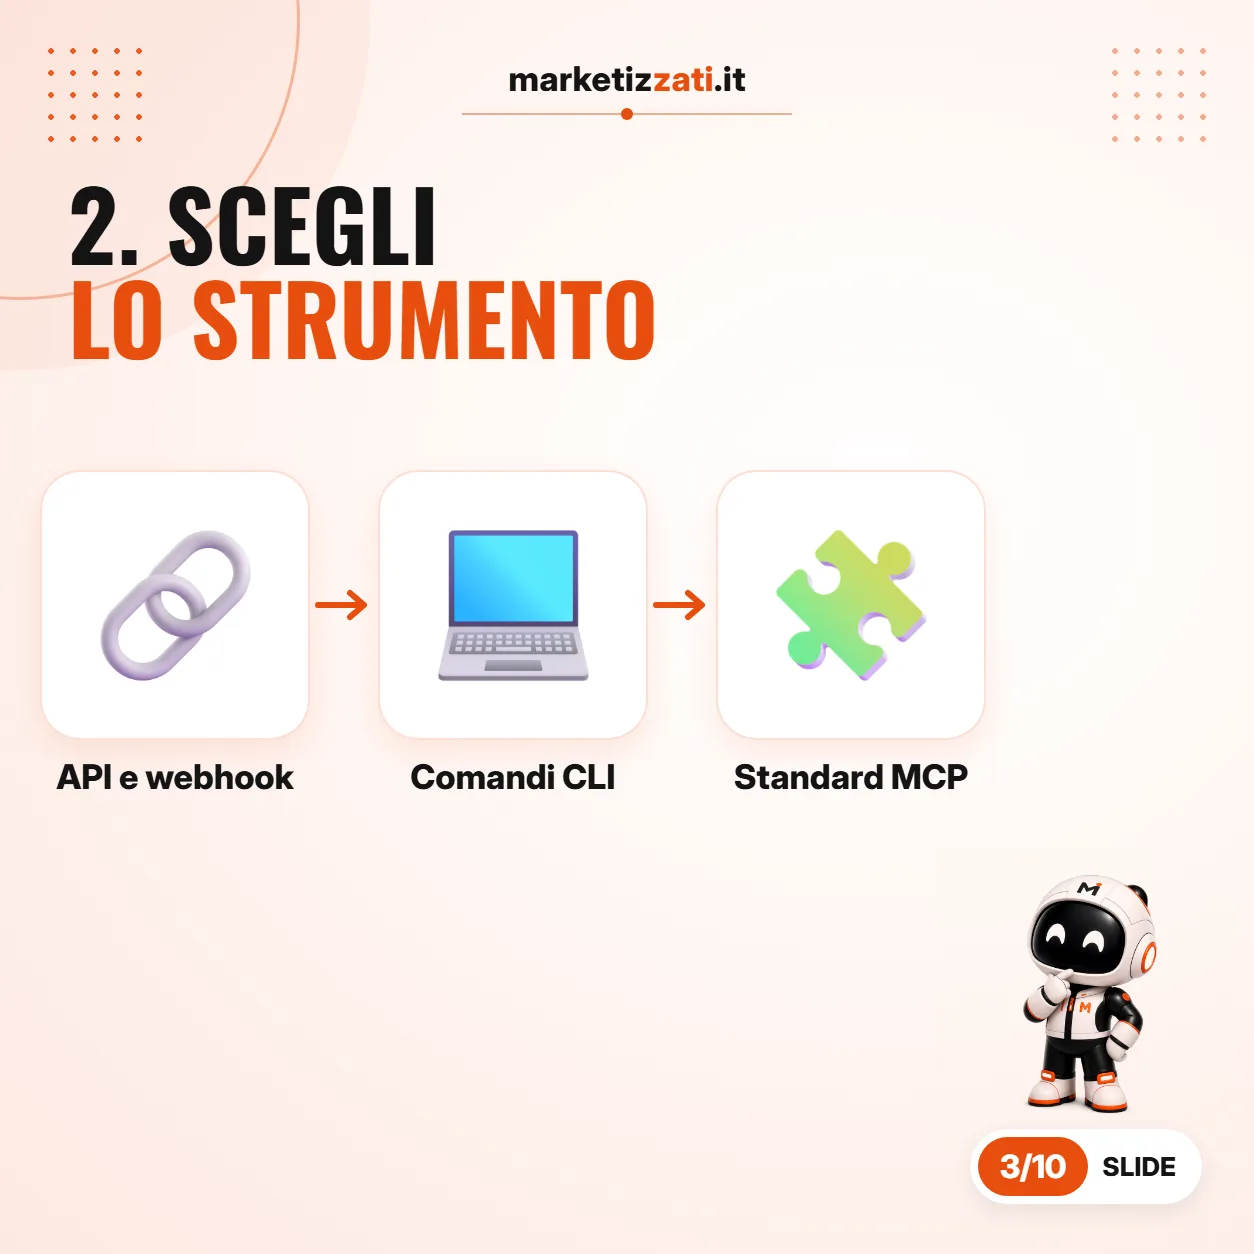 marketizzati.it
2. SCEGLI
LO STRUMENTO
API e webhook
Comandi CLI
Standard MCP
M
M
3/10 SLIDE